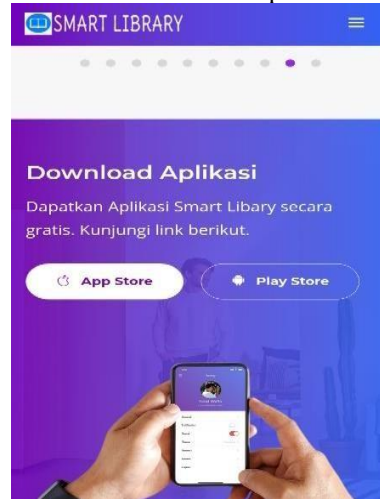 SMART LIBRARY
Download Aplikasi
Dapatkan Aplikasi Smart Libary secara
gratis. Kunjungi link berikut.
App Store
Play Store